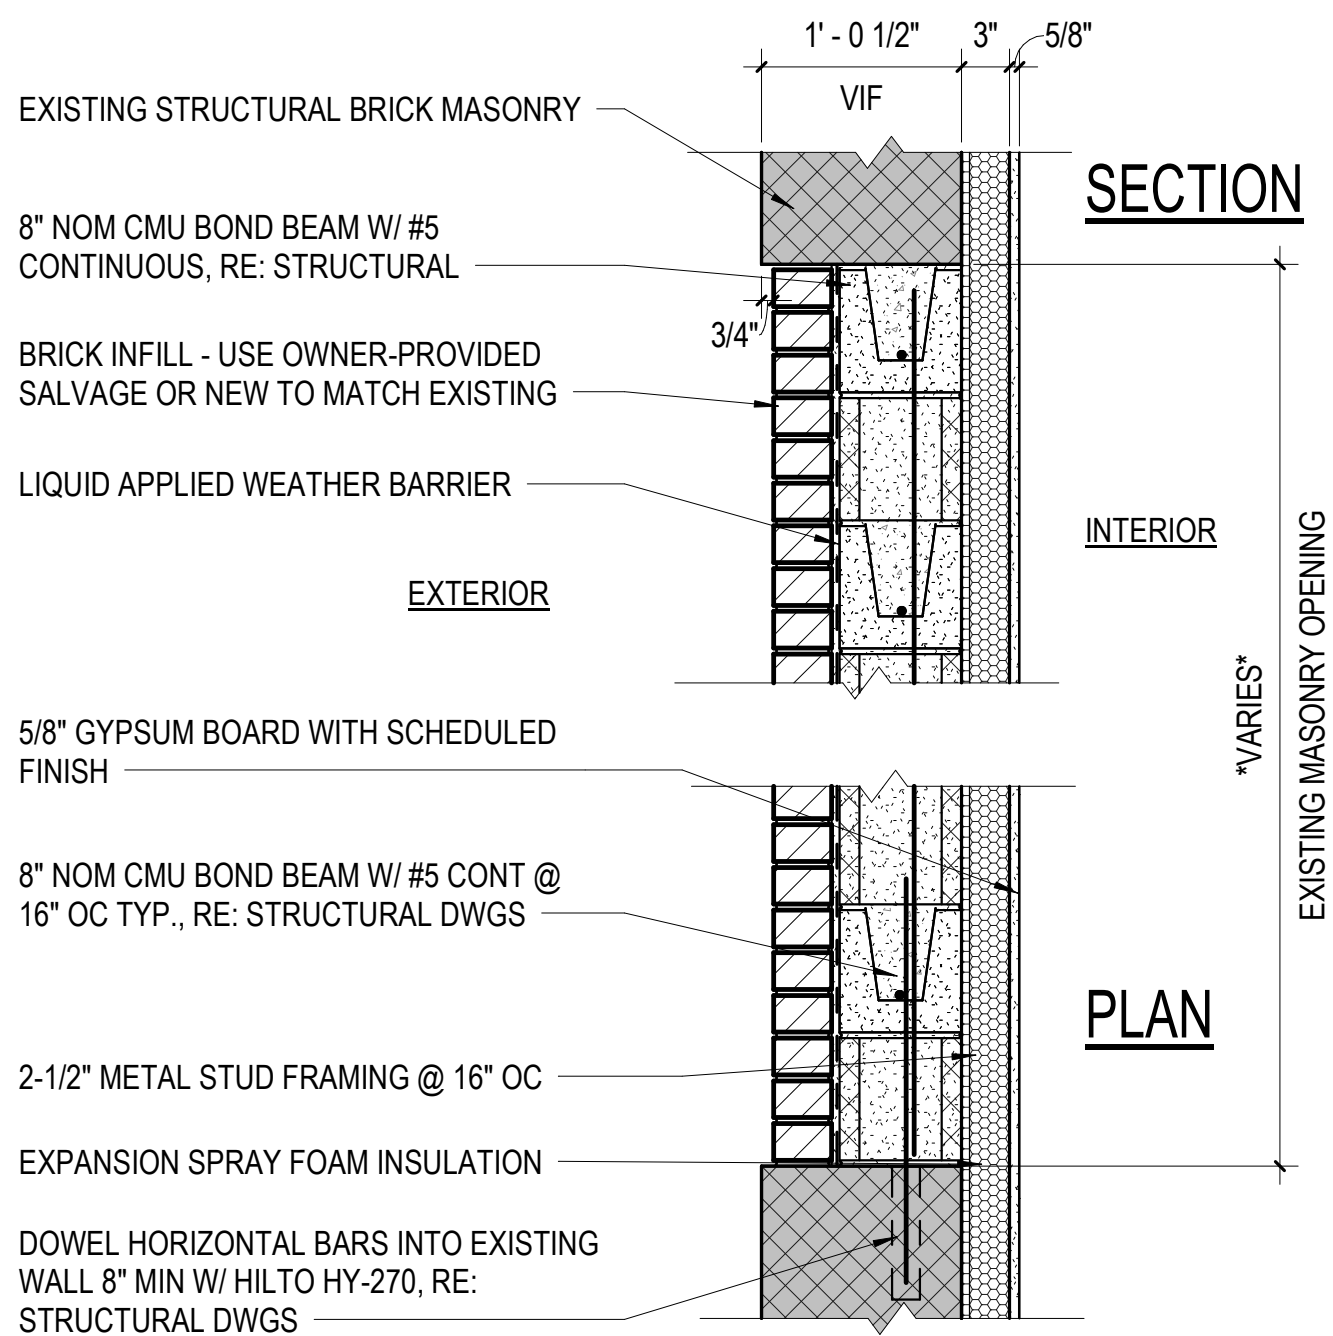 1' - 0 1/2"
3"
5/8"
VIF
EXISTING STRUCTURAL BRICK MASONRY
SECTION
8" NOM CMU BOND BEAM W/ #5
CONTINUOUS, RE: STRUCTURAL
3/4"
BRICK INFILL - USE OWNER-PROVIDED
SALVAGE OR NEW TO MATCH EXISTING
LIQUID APPLIED WEATHER BARRIER
INTERIOR
EXTERIOR
*VARIES*
EXISTING MASONRY OPENING
5/8" GYPSUM BOARD WITH SCHEDULED
FINISH
8" NOM CMU BOND BEAM W/ #5 CONT @
16" OC TYP., RE: STRUCTURAL DWGS
PLAN
2-1/2" METAL STUD FRAMING @ 16" OC
EXPANSION SPRAY FOAM INSULATION
DOWEL HORIZONTAL BARS INTO EXISTING
WALL 8" MIN W/ HILTO HY-270, RE:
STRUCTURAL DWGS